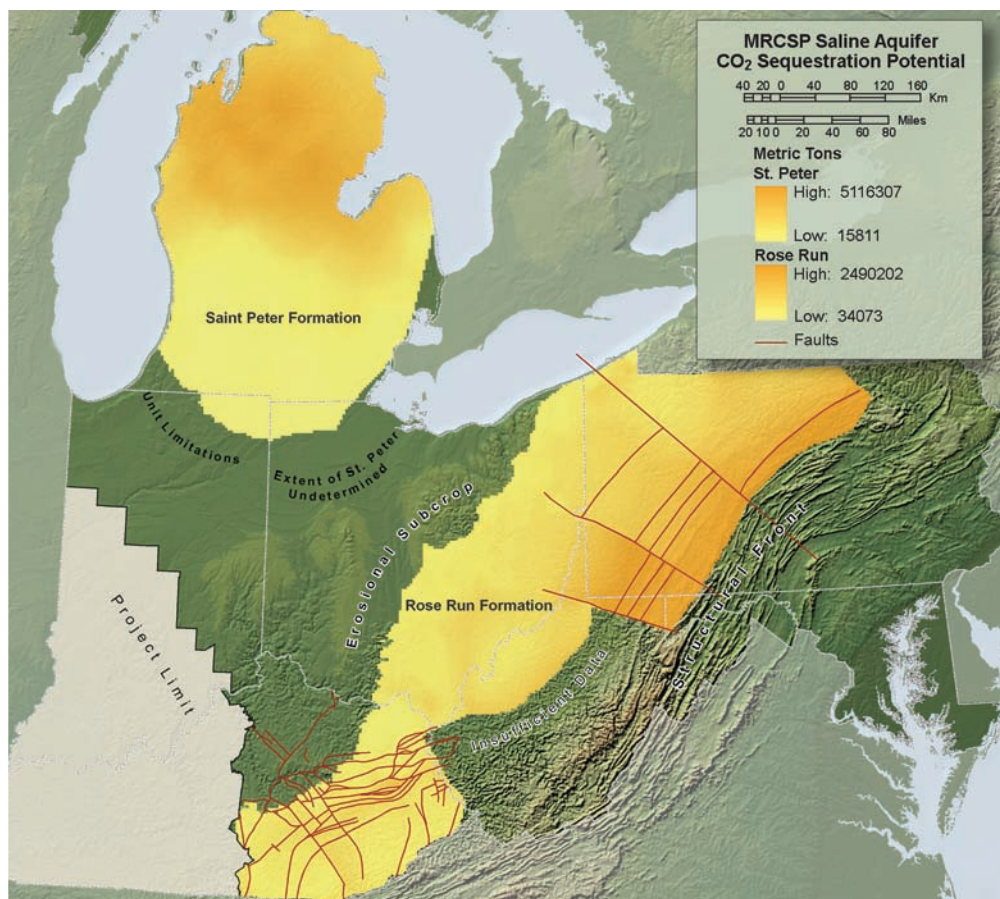 MRCSP Saline Aquifer
CO₂ Sequestration Potential
40 20 0 40 80 120 160
Km
Miles
20 10 0 20 40 60 80
Metric Tons
St. Peter
High: 5116307
Low: 15811
Rose Run
High: 2490202
Low: 34073
Faults
Saint Peter Formation
Unit Limitations
Extent of St. Peter
Undetermined
Erosional Subcrop
Rose Run Formation
Structural Front
Project Limit
Insufficient Data